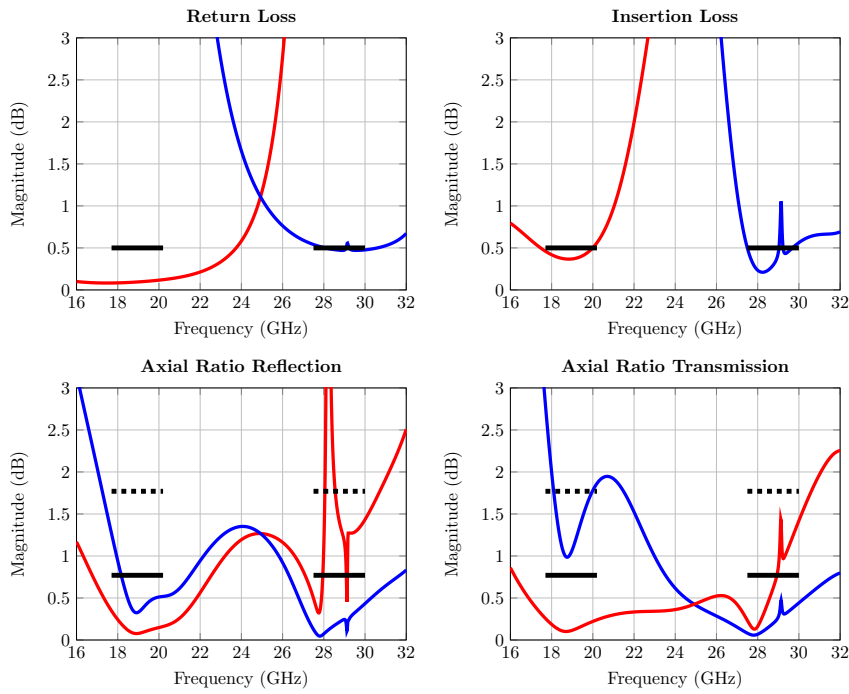 Return Loss
Magnitude (dB)
3
2.5
2
1.5
1
0.5
0
16 18 20 22 24 26 28 30 32
Frequency (GHz)
Insertion Loss
Magnitude (dB)
3
2.5
2
1.5
1
0.5
0
16 18 20 22 24 26 28 30 32
Frequency (GHz)
Axial Ratio Reflection
Magnitude (dB)
3
2.5
2
1.5
1
0.5
0
16 18 20 22 24 26 28 30 32
Frequency (GHz)
Axial Ratio Transmission
Magnitude (dB)
3
2.5
2
1.5
1
0.5
0
16 18 20 22 24 26 28 30 32
Frequency (GHz)